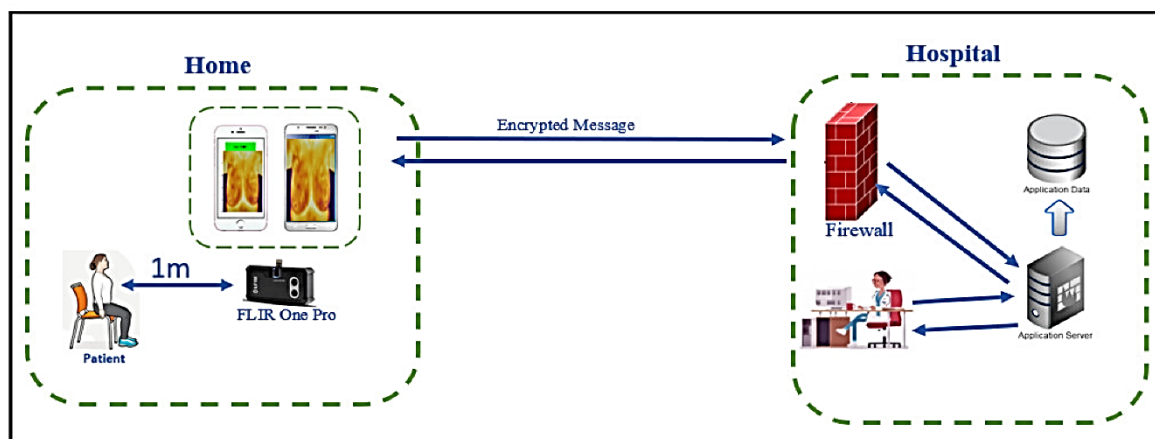 Home
Hospital
Encrypted Message
Application Data
Firewall
1m
FLIR One Pro
Patient
Application Server